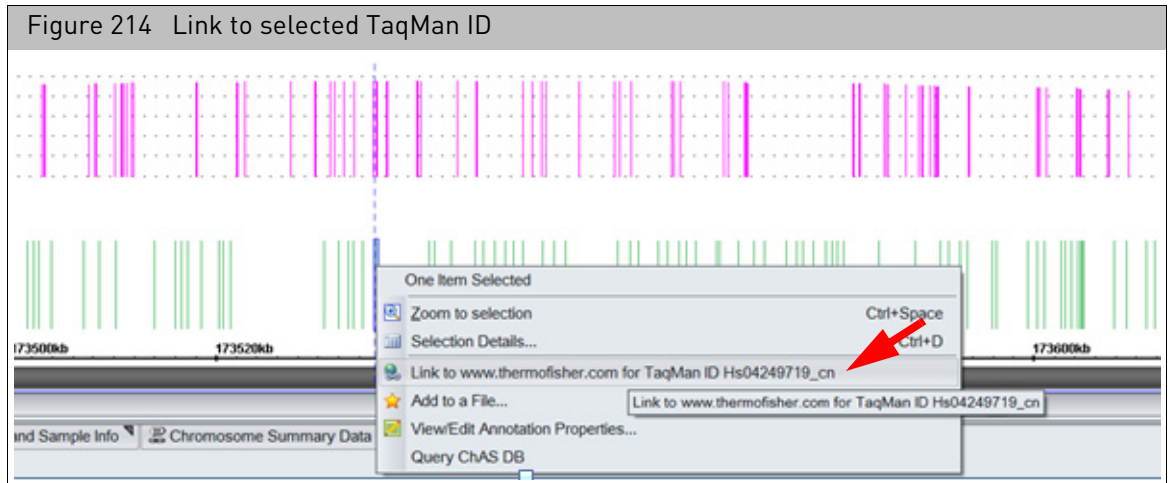 Figure 214 Link to selected TaqMan ID
One Item Selected
Zoom to selection Ctrl+Space
Selection Details... Ctrl+D
173500kb 173520kb 173600kb
Link to www.thermofisher.com for TaqMan ID Hs04249719_cn
Add to a File... Link to www.thermofisher.com for TaqMan ID Hs04249719_cn
View/Edit Annotation Properties...
and Sample Info Chromosome Summary Data
Query ChAS DB